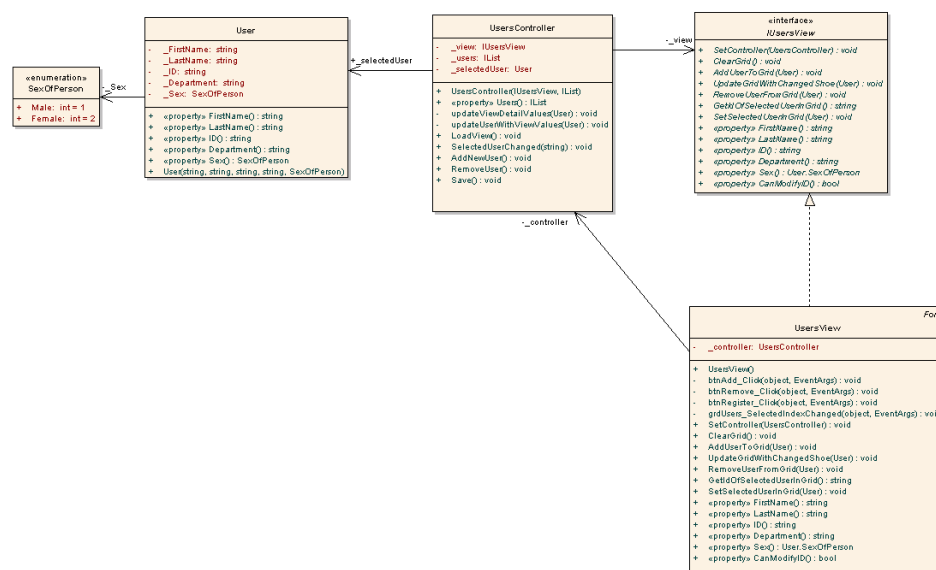 «enumeration»
SexOfPerson
+ Male: int = 1
+ Female: int = 2
-_Sex
User
- _FirstName: string
- _LastName: string
- _ID: string
- _Department: string
- _Sex: SexOfPerson
+ «property» FirstName() : string
+ «property» LastName() : string
+ «property» ID() : string
+ «property» Department() : string
+ «property» Sex() : SexOfPerson
+ User(string, string, string, string, SexOfPerson)
+_selectedUser
UsersController
- _view: IUsersView
- _users: IList
- _selectedUser: User
+ UsersController(IUsersView, IList)
+ «property» Users() : IList
- updateViewDetailValues(User) : void
- updateUserWithViewValues(User) : void
+ LoadView() : void
+ SelectedUserChanged(string) : void
+ AddNewUser() : void
+ RemoveUser() : void
+ Save() : void
-_view
«interface»
IUsersView
+ SetController(UsersController) : void
+ ClearGrid() : void
+ AddUserToGrid(User) : void
+ UpdateGridWithChangedShoe(User) : void
+ RemoveUserFromGrid(User) : void
+ GetIdOfSelectedUserInGrid() : string
+ SetSelectedUserInGrid(User) : void
+ «property» FirstName() : string
+ «property» LastName() : string
+ «property» ID() : string
+ «property» Department() : string
+ «property» Sex() : User.SexOfPerson
+ «property» CanModifyID() : bool
-_controller
For
UsersView
- _controller: UsersController
+ UsersView()
- btnAdd_Click(object, EventArgs) : void
- btnRemove_Click(object, EventArgs) : void
- btnRegister_Click(object, EventArgs) : void
- grdUsers_SelectedIndexChanged(object, EventArgs) : void
+ SetController(UsersController) : void
+ ClearGrid() : void
+ AddUserToGrid(User) : void
+ UpdateGridWithChangedShoe(User) : void
+ RemoveUserFromGrid(User) : void
+ GetIdOfSelectedUserInGrid() : string
+ SetSelectedUserInGrid(User) : void
+ «property» FirstName() : string
+ «property» LastName() : string
+ «property» ID() : string
+ «property» Department() : string
+ «property» Sex() : User.SexOfPerson
+ «property» CanModifyID() : bool